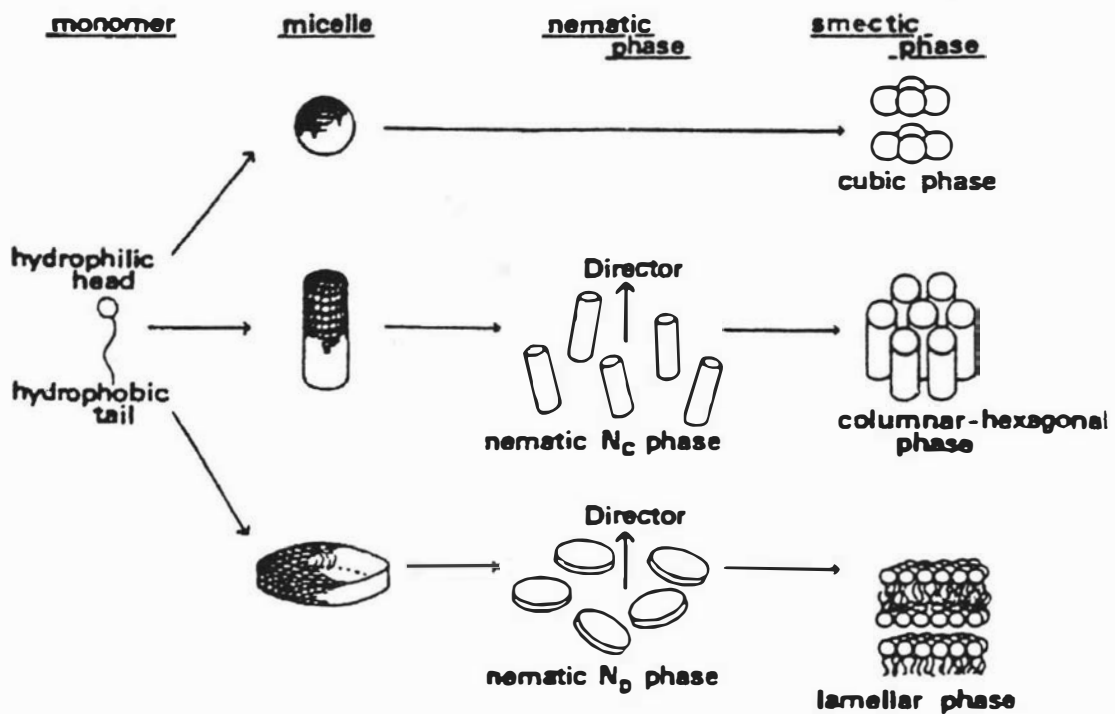 monomer
micelle
nematic
phase
smectic
phase
cubic phase
hydrophilic
head
hydrophobic
tail
Director
nematic N_C phase
columnar-hexagonal
phase
Director
nematic N_D phase
lamellar phase